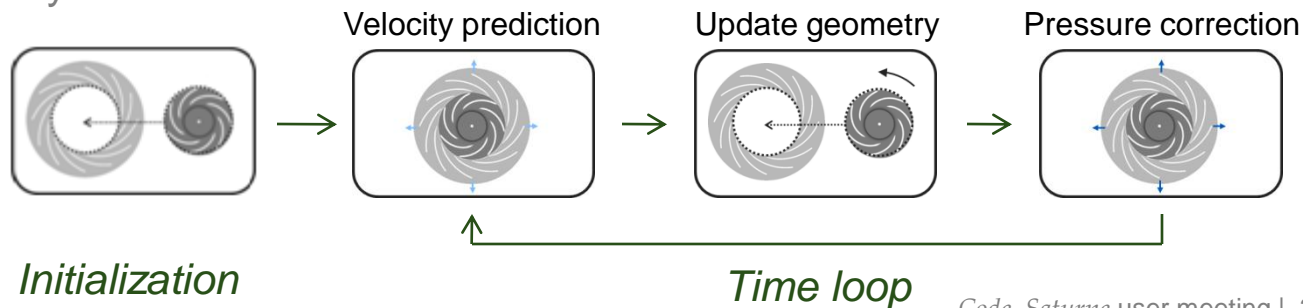 Velocity prediction
Update geometry
Pressure correction
Initialization
Time loop
Code_Saturne user meeting |